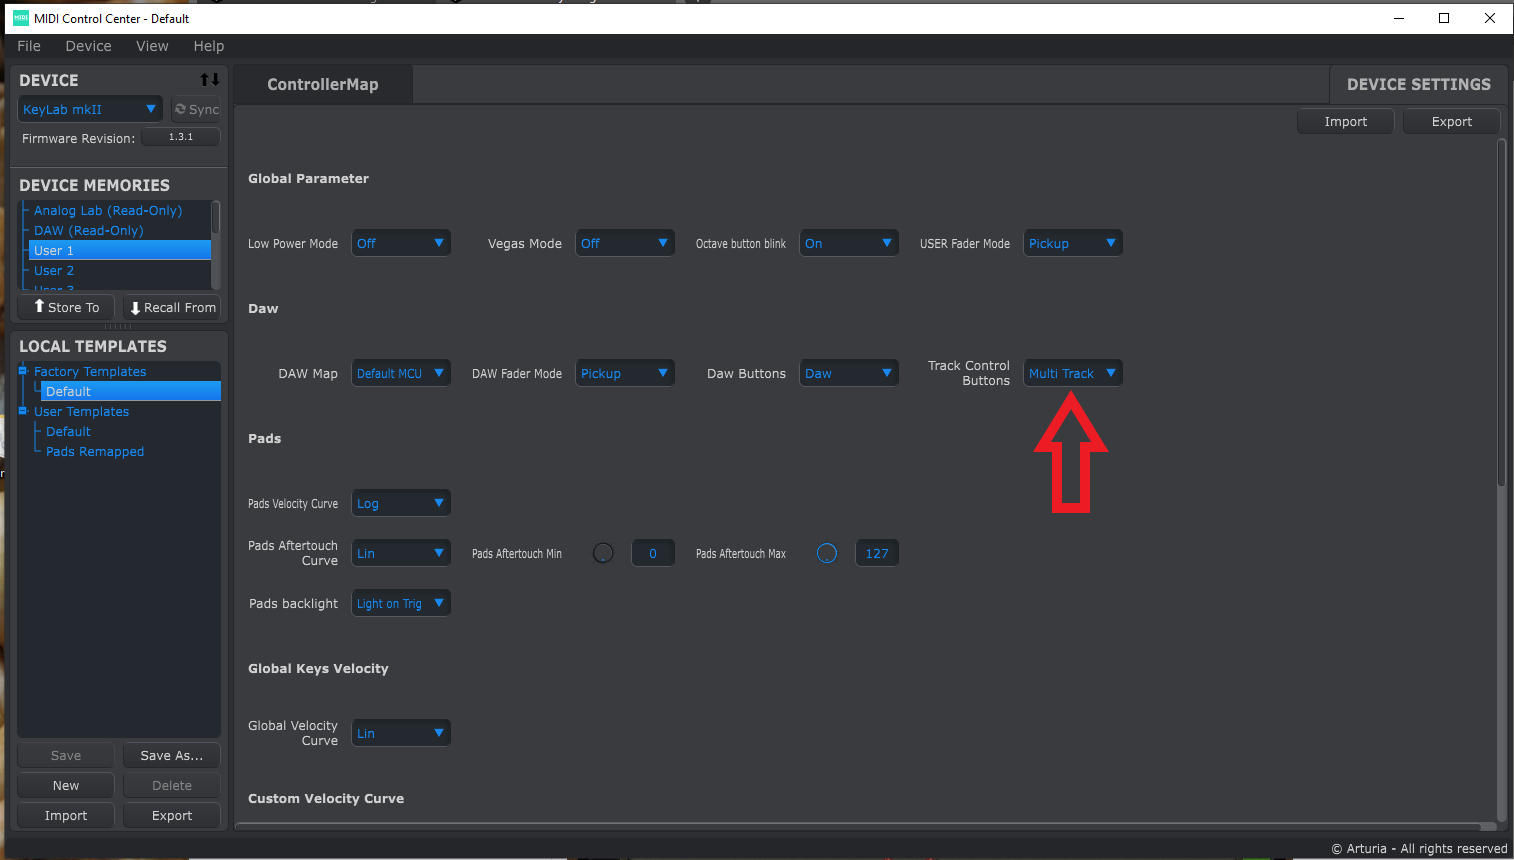 MIDI Control Center - Default
File Device View Help
DEVICE
KeyLab mkII
Sync
Firmware Revision:
1.3.1
DEVICE MEMORIES
Analog Lab (Read-Only)
DAW (Read-Only)
User 1
User 2
User 3
Store To
Recall From
LOCAL TEMPLATES
Factory Templates
Default
User Templates
Default
Pads Remapped
Save
Save As...
New
Delete
Import
Export
ControllerMap
DEVICE SETTINGS
Import
Export
Global Parameter
Low Power Mode
Off
Vegas Mode
Off
Octave button blink
On
USER Fader Mode
Pickup
Daw
DAW Map
Default MCU
DAW Fader Mode
Pickup
Daw Buttons
Daw
Track Control
Buttons
Multi Track
Pads
Pads Velocity Curve
Log
Pads Aftertouch
Curve
Lin
Pads Aftertouch Min
0
Pads Aftertouch Max
127
Pads backlight
Light on Trig
Global Keys Velocity
Global Velocity
Curve
Lin
Custom Velocity Curve
© Arturia - All rights reserved